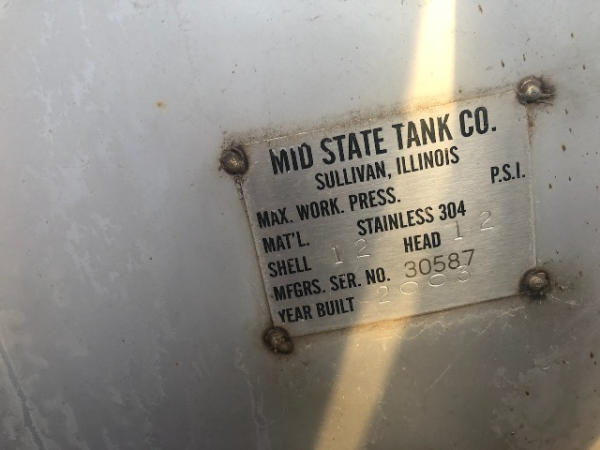 MID STATE TANK CO.
SULLIVAN, ILLINOIS
MAX. WORK. PRESS. P.S.I.
MAT'L. STAINLESS 304
SHELL 12 HEAD 12
MFGRS. SER. NO. 30587
YEAR BUILT 2003